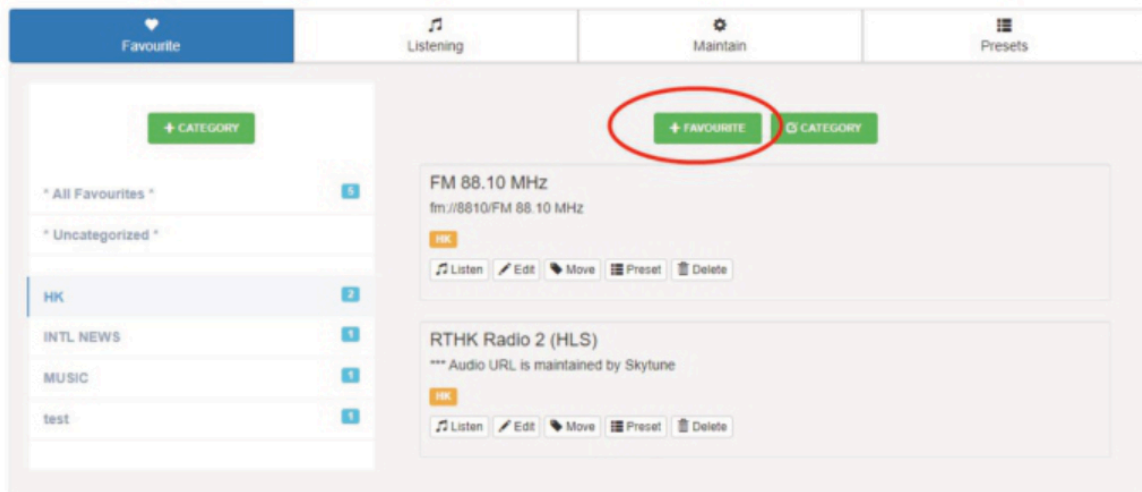 Favourite
Listening
Maintain
Presets
+ CATEGORY
* All Favourites * 5
* Uncategorized *
HK 2
INTL NEWS 1
MUSIC 1
test 1
+ FAVOURITE
CATEGORY
FM 88.10 MHz
fm://8810/FM 88.10 MHz
HK
Listen Edit Move Preset Delete
RTHK Radio 2 (HLS)
*** Audio URL is maintained by Skytune
HK
Listen Edit Move Preset Delete